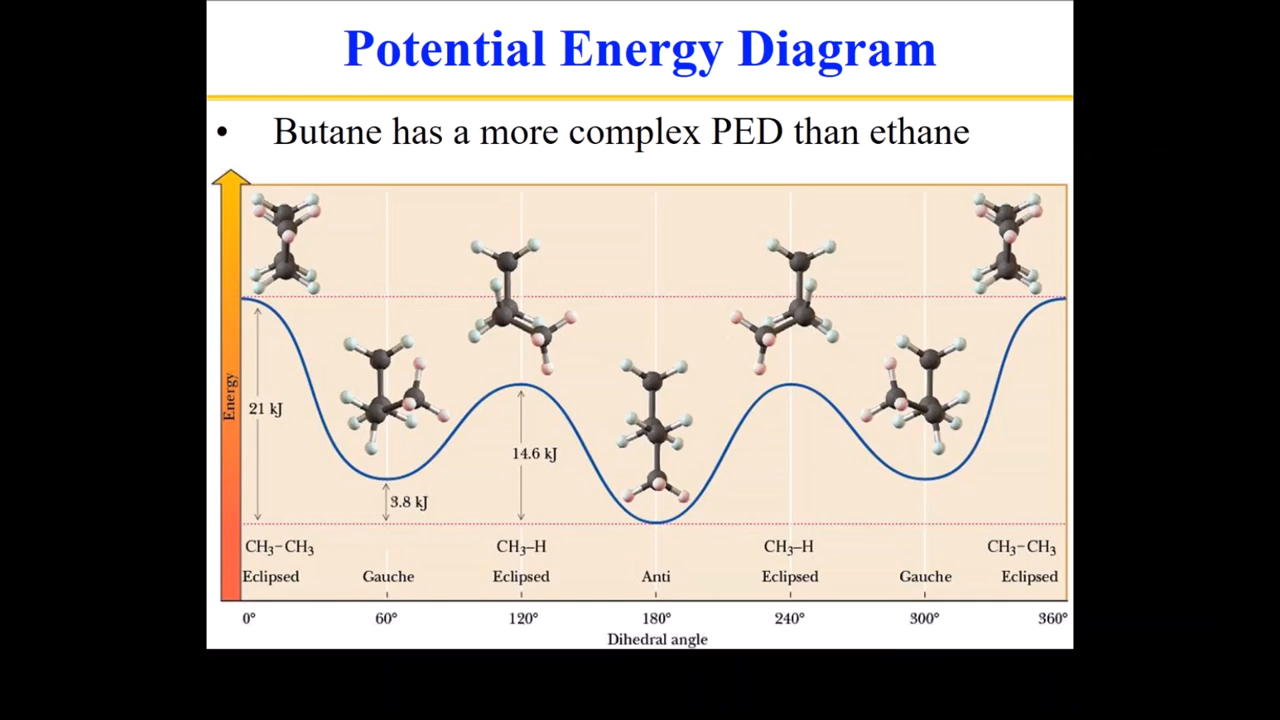 Potential Energy Diagram
• Butane has a more complex PED than ethane
Energy
21 kJ
3.8 kJ
14.6 kJ
CH₃–CH₃ CH₃–H CH₃–H CH₃–CH₃
Eclipsed Gauche Eclipsed Anti Eclipsed Gauche Eclipsed
0° 60° 120° 180° 240° 300° 360°
Dihedral angle